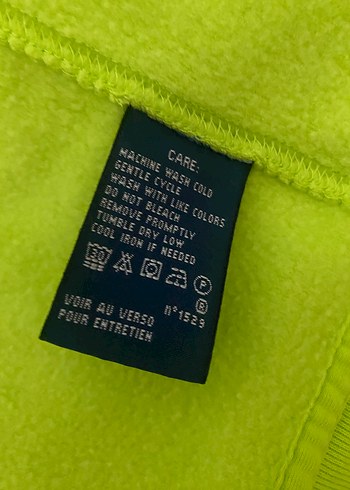 CARE:
MACHINE WASH COLD
GENTLE CYCLE
WASH WITH LIKE COLORS
DO NOT BLEACH
REMOVE PROMPTLY
TUMBLE DRY LOW
COOL IRON IF NEEDED
30 P
®
n°1529
VOIR AU VERSO
POUR ENTRETIEN